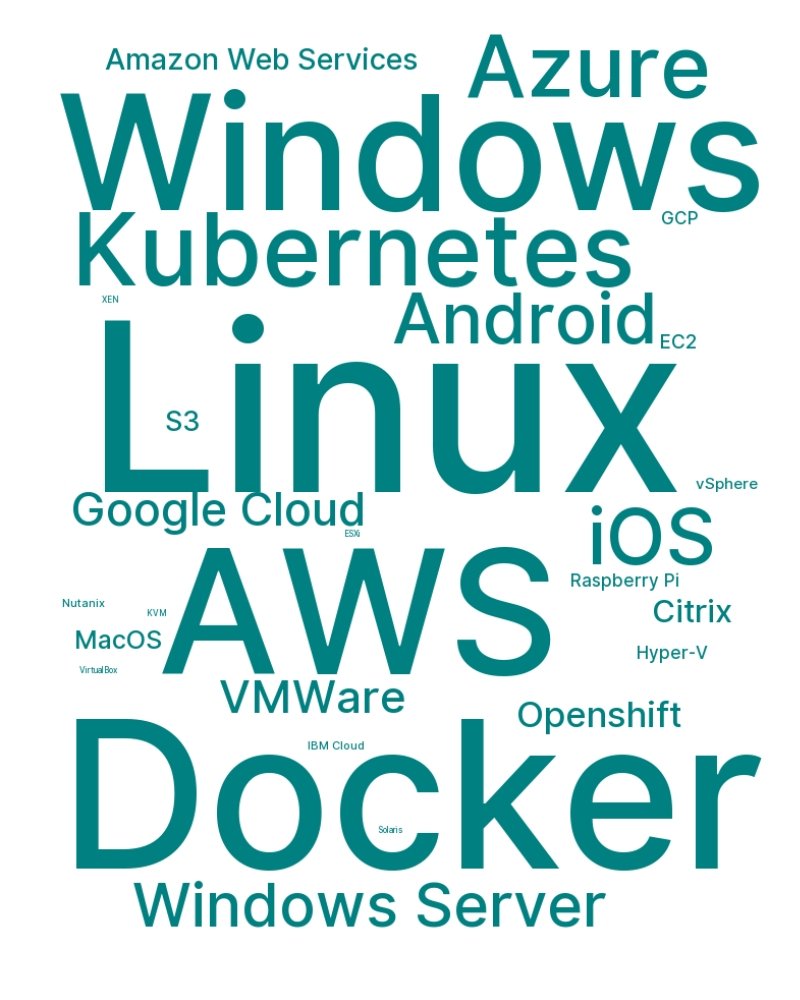 Amazon Web Services
Azure
Windows
GCP
Kubernetes
XEN
Android
EC2
Linux
S3
vSphere
Google Cloud
iOS
ESXi
AWS
Raspberry Pi
Nutanix
KVM
Citrix
MacOS
Hyper-V
VirtualBox
VMWare
Openshift
Docker
IBM Cloud
Solaris
Windows Server